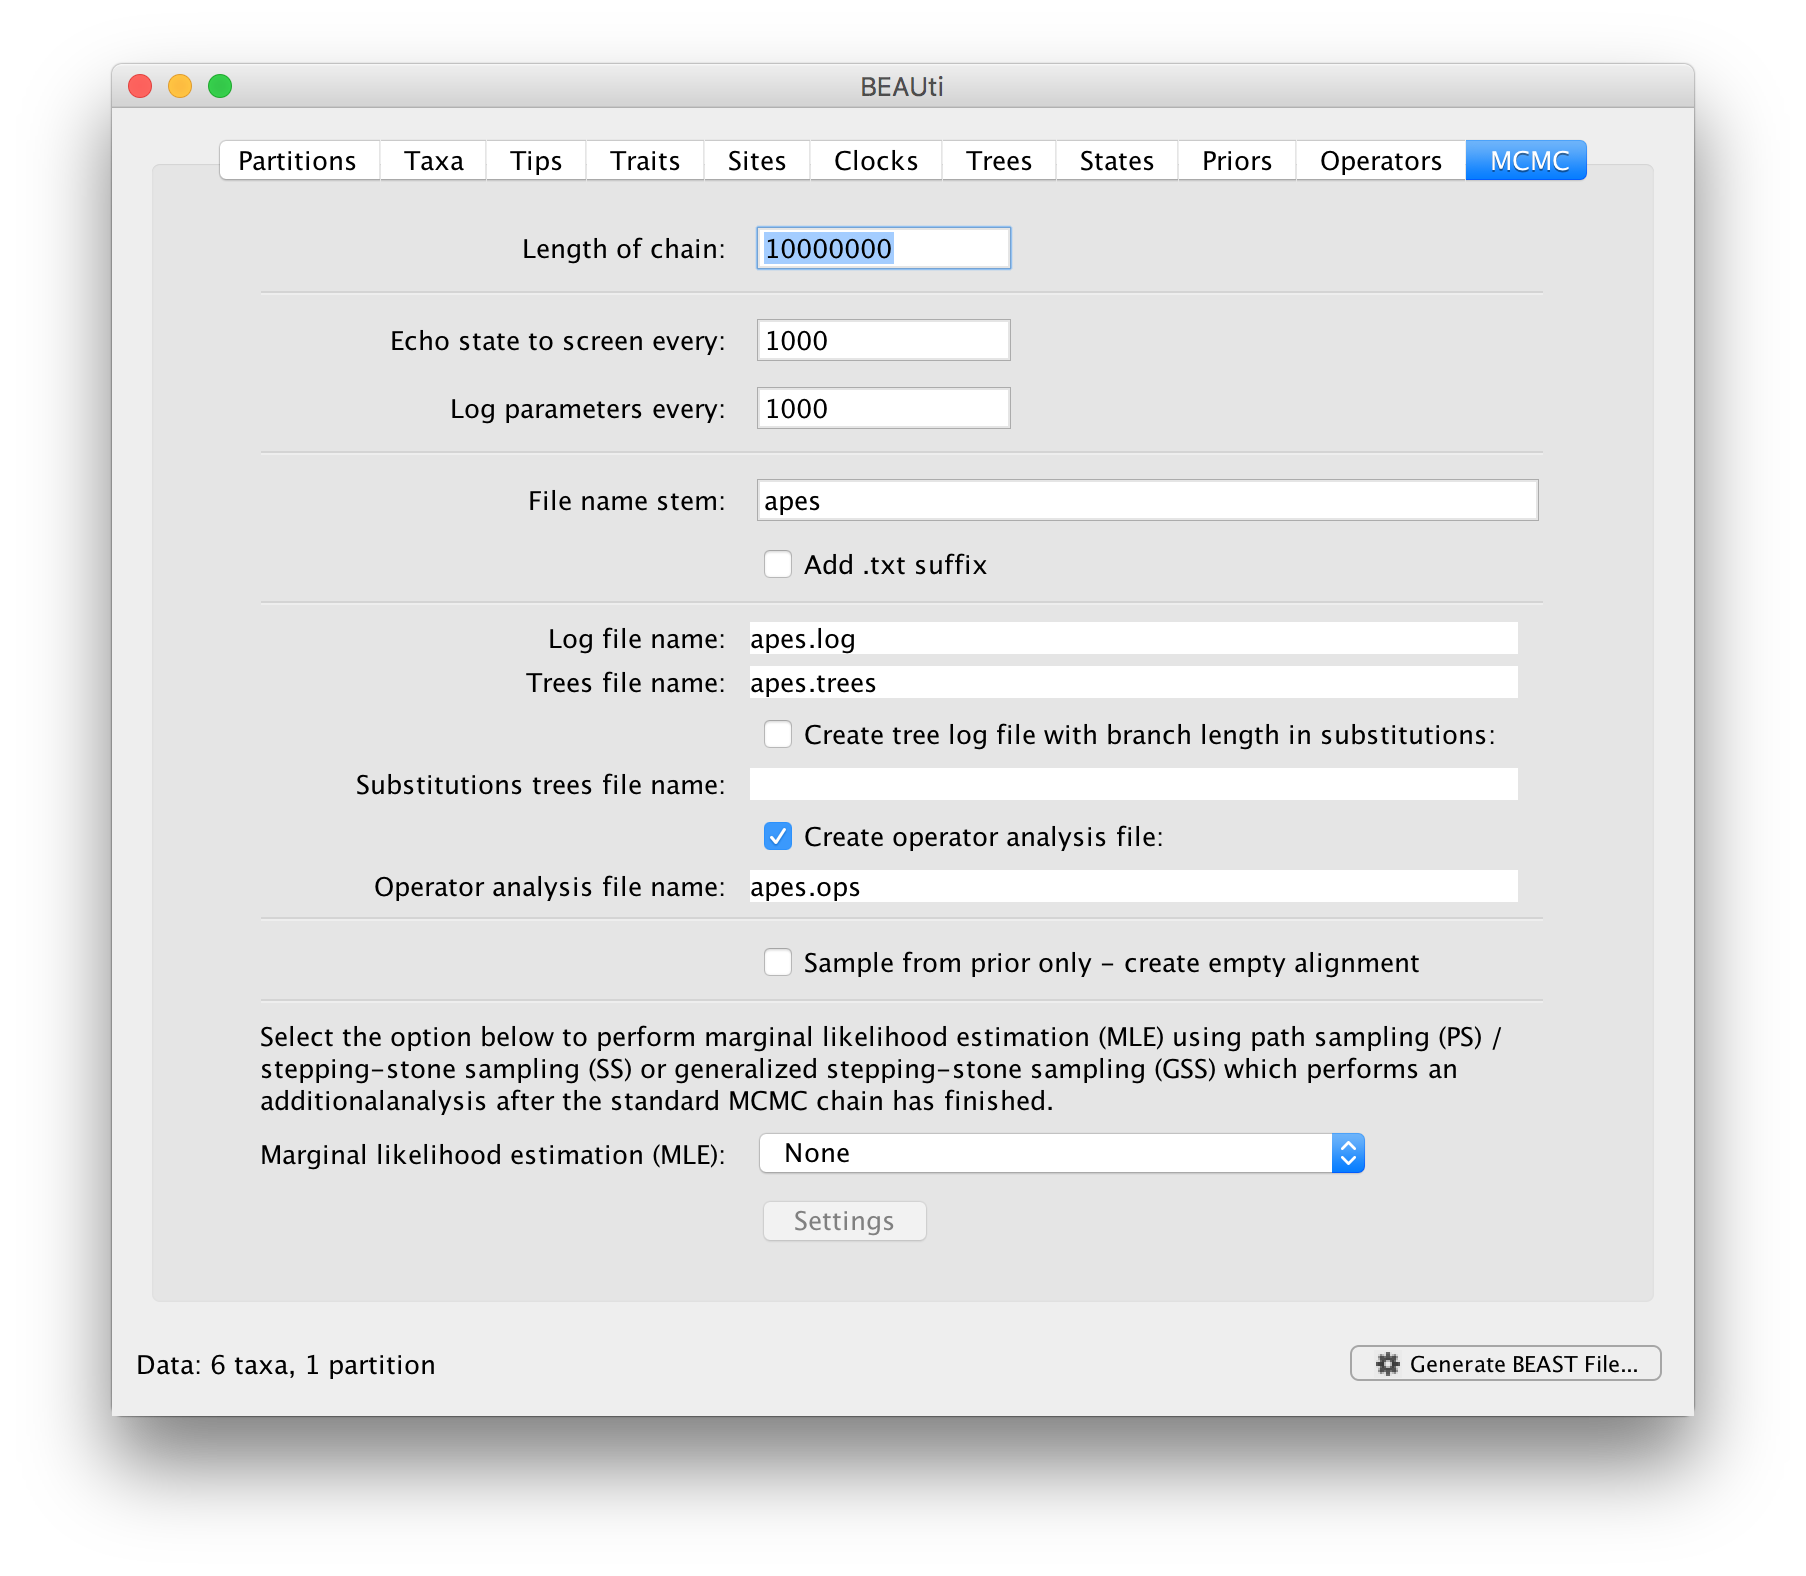 BEAUti
Partitions Taxa Tips Traits Sites Clocks Trees States Priors Operators MCMC
Length of chain: 10000000
Echo state to screen every: 1000
Log parameters every: 1000
File name stem: apes
Add .txt suffix
Log file name: apes.log
Trees file name: apes.trees
Create tree log file with branch length in substitutions:
Substitutions trees file name:
Create operator analysis file:
Operator analysis file name: apes.ops
Sample from prior only – create empty alignment
Select the option below to perform marginal likelihood estimation (MLE) using path sampling (PS) /
stepping-stone sampling (SS) or generalized stepping-stone sampling (GSS) which performs an
additionalanalysis after the standard MCMC chain has finished.
Marginal likelihood estimation (MLE): None
Settings
Data: 6 taxa, 1 partition
Generate BEAST File...